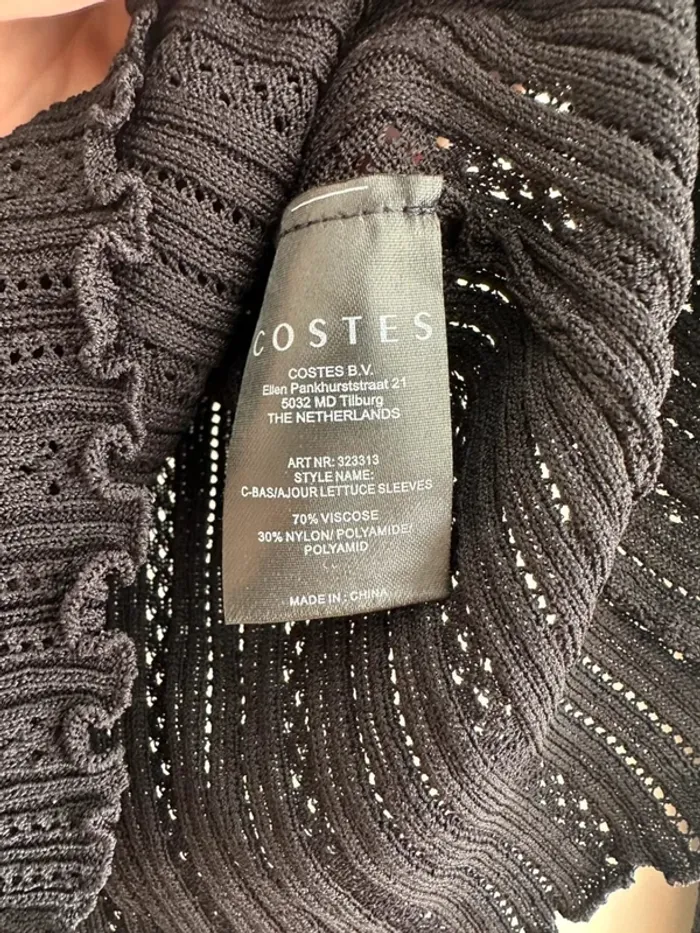 COSTES
COSTES B.V.
Ellen Pankhurststraat 21
5032 MD Tilburg
THE NETHERLANDS
ART NR: 323313
STYLE NAME:
C-BAS/AJOUR LETTUCE SLEEVES
70% VISCOSE
30% NYLON/ POLYAMIDE/
POLYAMID
MADE IN : CHINA